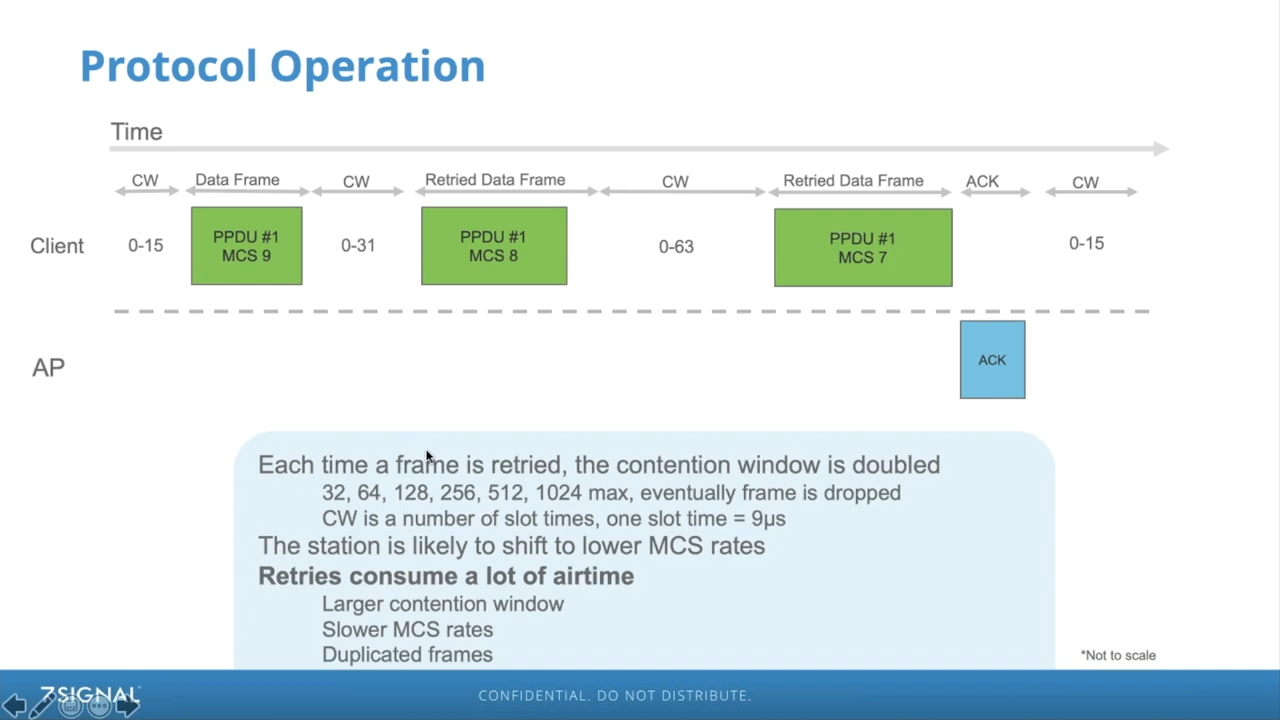 Protocol Operation
Time
CW Data Frame CW Retried Data Frame CW Retried Data Frame ACK CW
Client 0-15 PPDU #1 MCS 9 0-31 PPDU #1 MCS 8 0-63 PPDU #1 MCS 7 0-15
AP ACK
Each time a frame is retried, the contention window is doubled
32, 64, 128, 256, 512, 1024 max, eventually frame is dropped
CW is a number of slot times, one slot time = 9µs
The station is likely to shift to lower MCS rates
Retries consume a lot of airtime
Larger contention window
Slower MCS rates
Duplicated frames
*Not to scale
7SIGNAL
CONFIDENTIAL. DO NOT DISTRIBUTE.